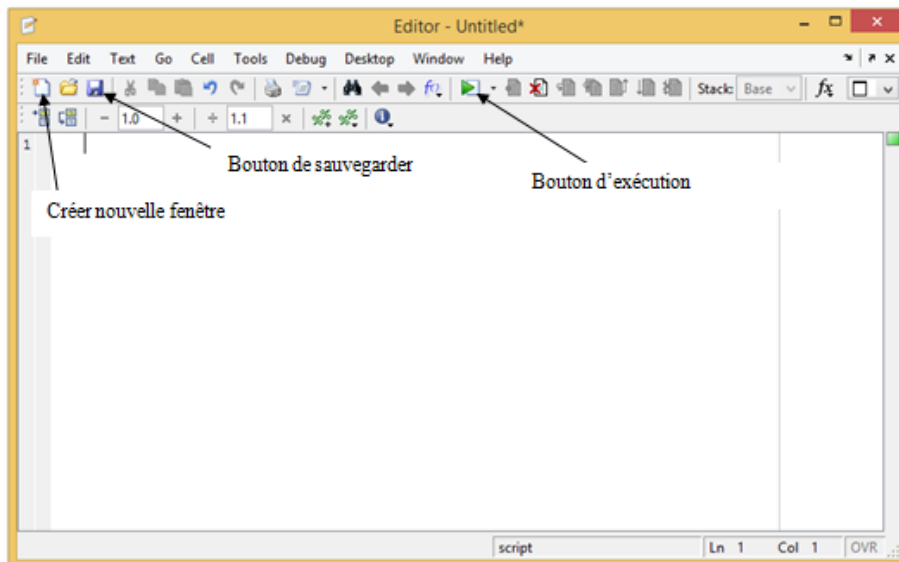 Editor - Untitled*
File Edit Text Go Cell Tools Debug Desktop Window Help
Stack: Base fx
- 1.0 + ÷ 1.1 ×
1
Bouton de sauvegarder
Bouton d'exécution
Créer nouvelle fenêtre
script Ln 1 Col 1 OVR